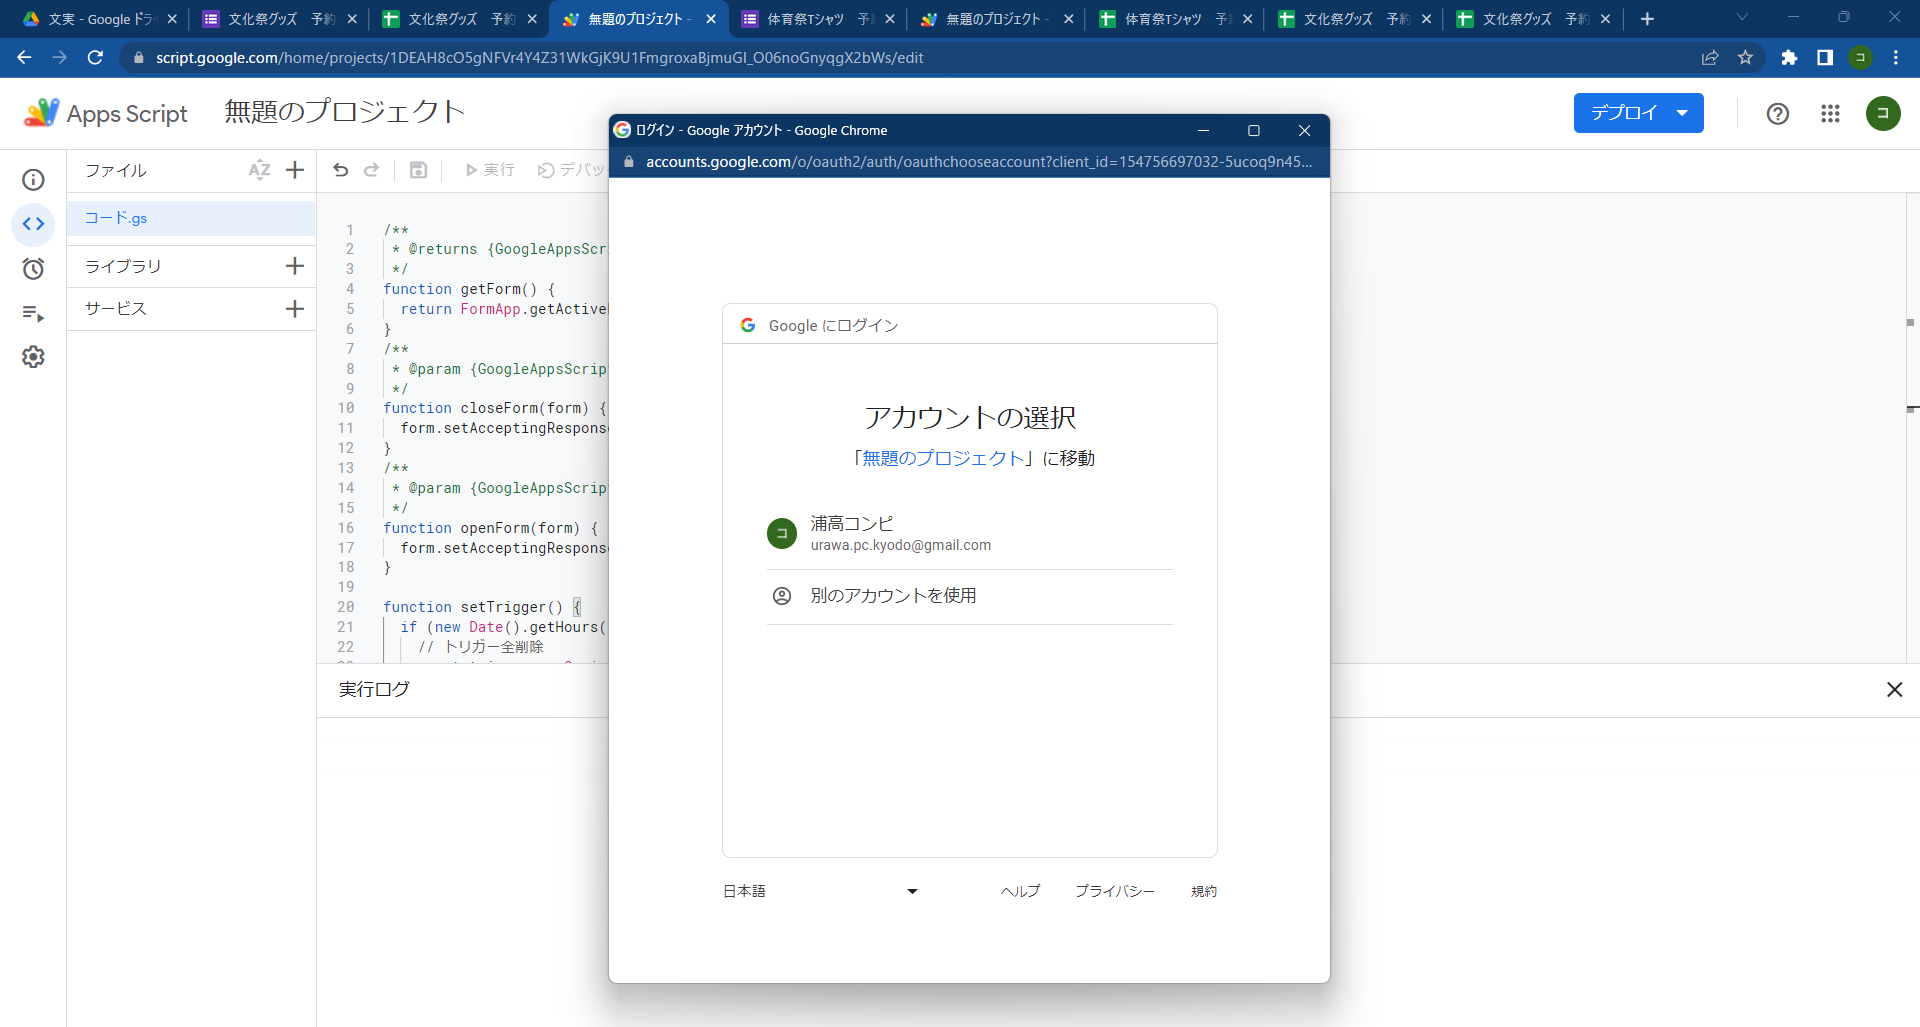 文実 - Google ドラ
文化祭グッズ 予約
文化祭グッズ 予約
無題のプロジェクト -
体育祭Tシャツ 予
無題のプロジェクト -
体育祭Tシャツ 予
文化祭グッズ 予約
文化祭グッズ 予約
script.google.com/home/projects/1DEAH8cO5gNFVr4Y4Z31WkGjK9U1FmgroxaBjmuGl_O06noGnyqgX2bWs/edit
コ
Apps Script
無題のプロジェクト
デプロイ
コ
ログイン - Google アカウント - Google Chrome
accounts.google.com/o/oauth2/auth/oauthchooseaccount?client_id=154756697032-5ucoq9n45...
ファイル
AZ
実行
デバッ
コード.gs
ライブラリ
サービス
1 /**
2 * @returns {GoogleAppsScr
3 */
4 function getForm() {
5 return FormApp.getActive
6 }
7 /**
8 * @param {GoogleAppsScrip
9 */
10 function closeForm(form) {
11 form.setAcceptingRespons
12 }
13 /**
14 * @param {GoogleAppsScrip
15 */
16 function openForm(form) {
17 form.setAcceptingRespons
18 }
19
20 function setTrigger() {
21 if (new Date().getHours(
22 // トリガー全削除
実行ログ
Google にログイン
アカウントの選択
「無題のプロジェクト」に移動
コ
浦高コンピ
urawa.pc.kyodo@gmail.com
別のアカウントを使用
日本語
ヘルプ
プライバシー
規約